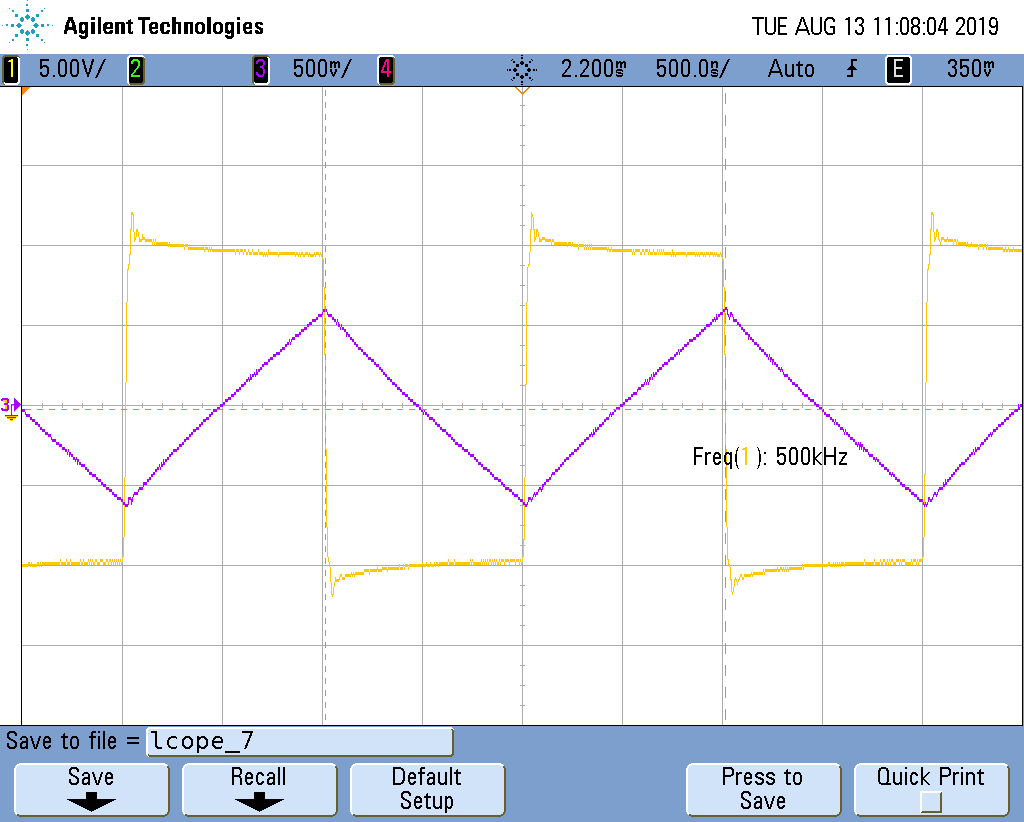 Agilent Technologies TUE AUG 13 11:08:04 2019
1 5.00V/ 2 3 500mV/ 4 2.200ms 500.0ns/ Auto E 350mV
3
Freq(1): 500kHz
Save to file = lcope_7
Save Recall Default Setup Press to Save Quick Print